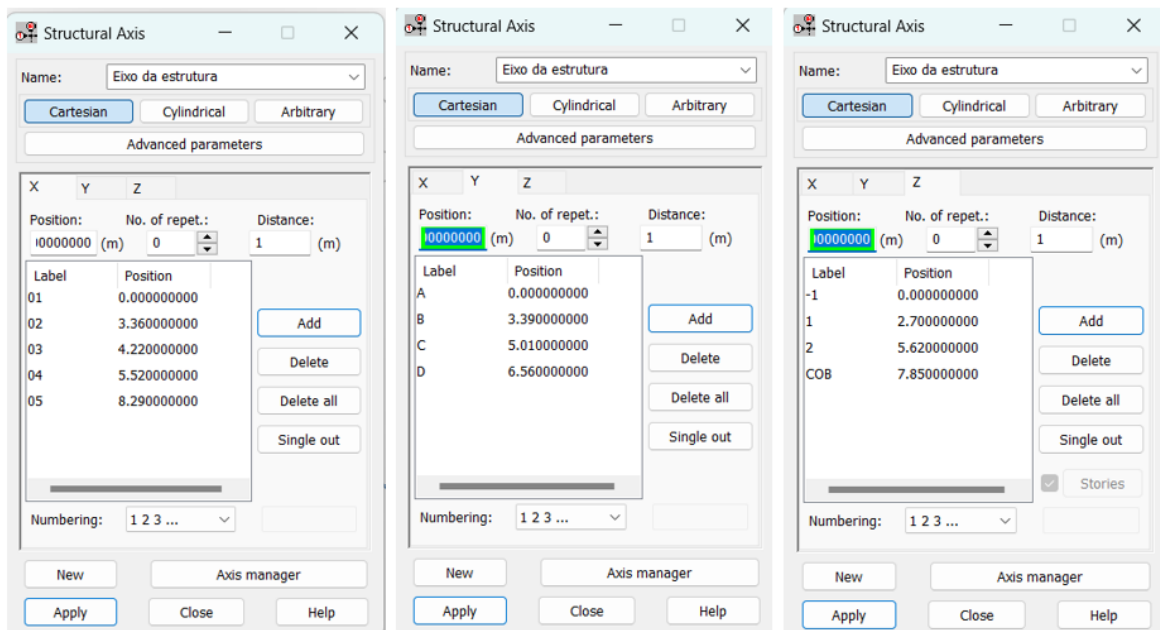 Structural Axis
Name: Eixo da estrutura
Cartesian Cylindrical Arbitrary
Advanced parameters
X Y Z
Position: No. of repet.: Distance:
00000000 (m) 0 1 (m)
Label Position
01 0.000000000
02 3.360000000
03 4.220000000
04 5.520000000
05 8.290000000
Add
Delete
Delete all
Single out
Numbering: 1 2 3 ...
New Axis manager
Apply Close Help
Structural Axis
Name: Eixo da estrutura
Cartesian Cylindrical Arbitrary
Advanced parameters
X Y Z
Position: No. of repet.: Distance:
00000000 (m) 0 1 (m)
Label Position
A 0.000000000
B 3.390000000
C 5.010000000
D 6.560000000
Add
Delete
Delete all
Single out
Numbering: 1 2 3 ...
New Axis manager
Apply Close Help
Structural Axis
Name: Eixo da estrutura
Cartesian Cylindrical Arbitrary
Advanced parameters
X Y Z
Position: No. of repet.: Distance:
00000000 (m) 0 1 (m)
Label Position
-1 0.000000000
1 2.700000000
2 5.620000000
COB 7.850000000
Add
Delete
Delete all
Single out
Stories
Numbering: 1 2 3 ...
New Axis manager
Apply Close Help